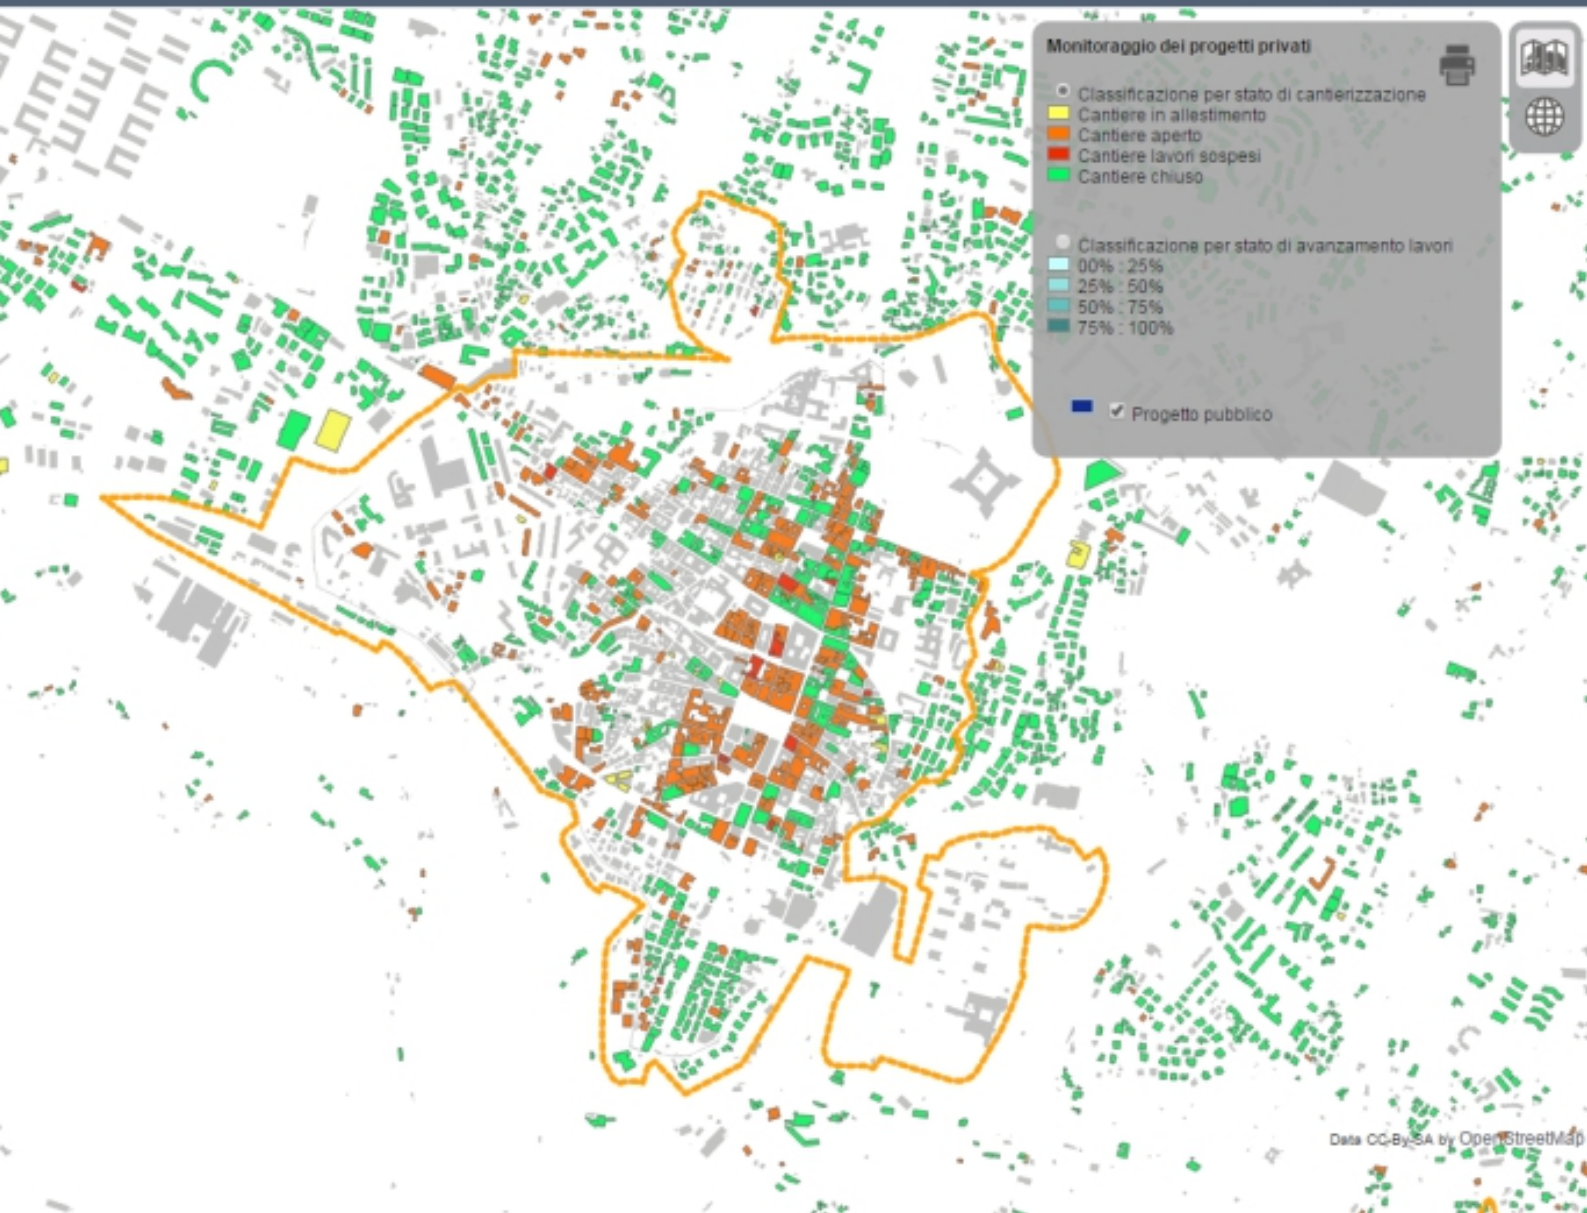 Monitoraggio dei progetti privati
Classificazione per stato di cantierizzazione
Cantiere in allestimento
Cantiere aperto
Cantiere lavori sospesi
Cantiere chiuso
Classificazione per stato di avanzamento lavori
00% : 25%
25% : 50%
50% : 75%
75% : 100%
Progetto pubblico
Data CC-By-SA by OpenStreetMap